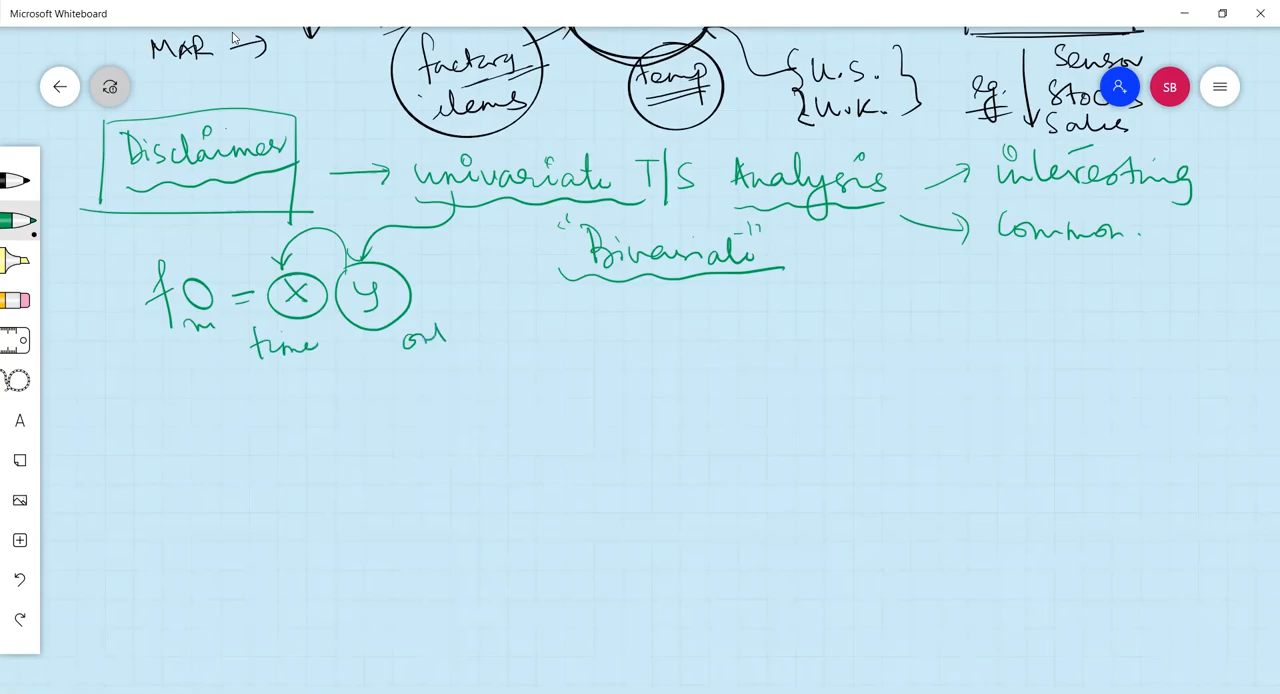 Microsoft Whiteboard
MAR →
factory
items
temp
{ U.S. }
{ U.K. }
eg.
Sensor
Sales
SB
Disclaimer → univariate T/S Analysis
interesting
common.
"Bivariate"
= X y
time
A